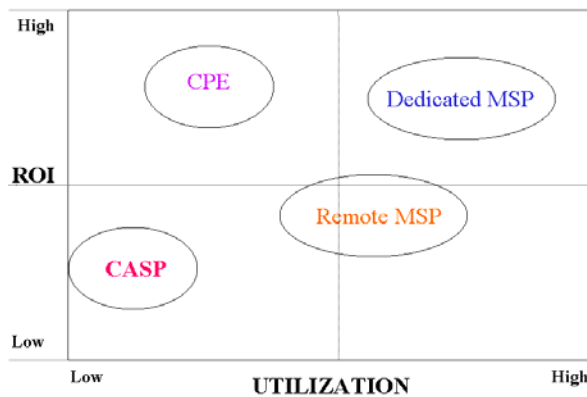 High
CPE
Dedicated MSP
ROI
Remote MSP
CASP
Low
Low
High
UTILIZATION